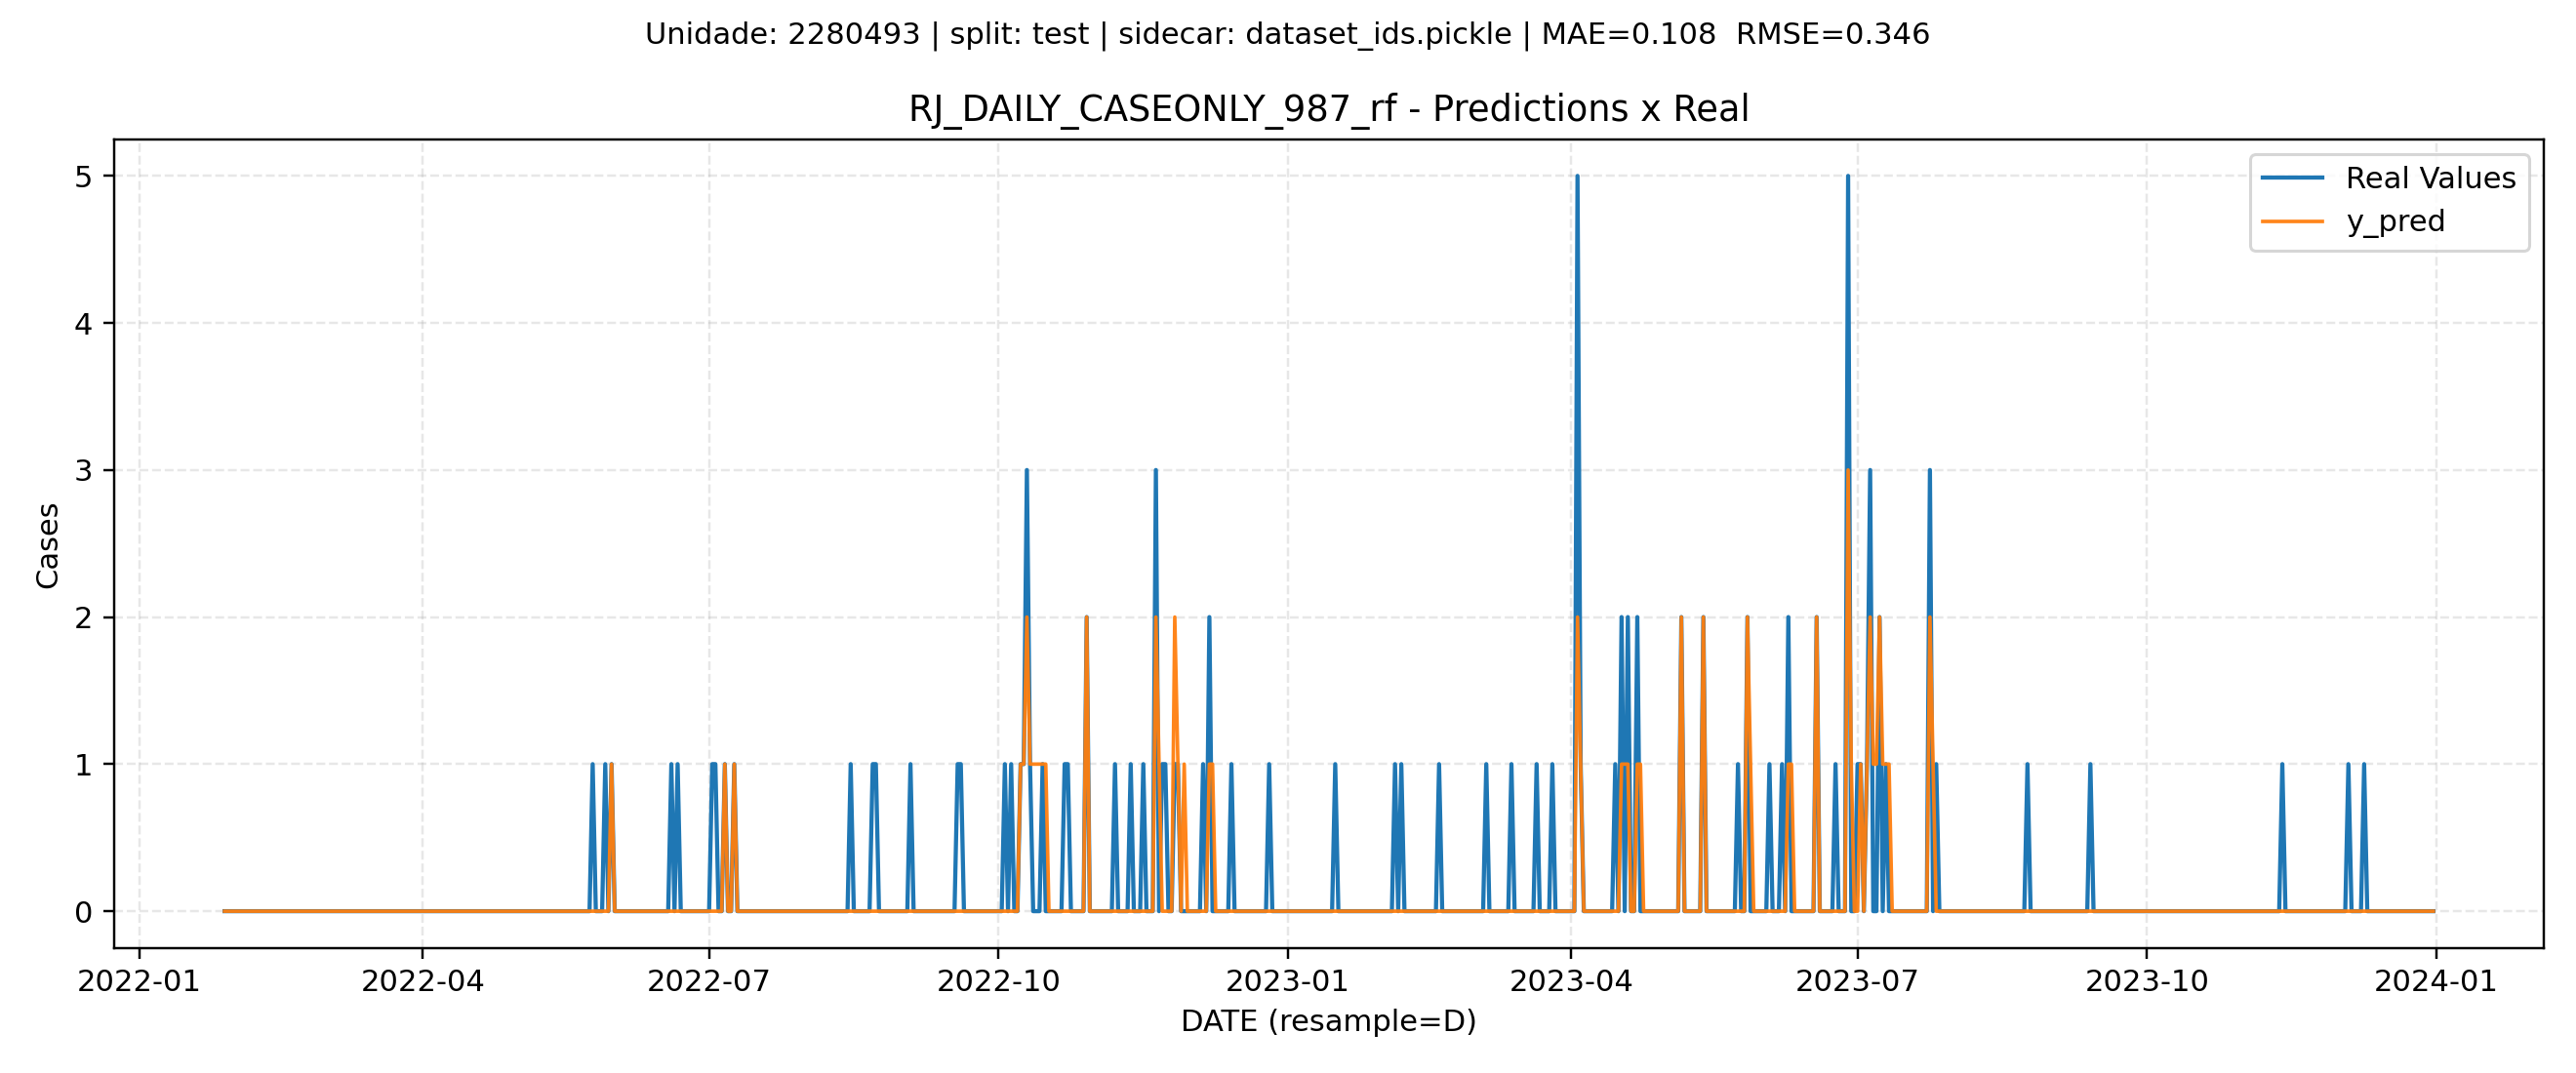 Unidade: 2280493 | split: test | sidecar: dataset_ids.pickle | MAE=0.108  RMSE=0.346
RJ_DAILY_CASEONLY_987_rf - Predictions x Real
Real Values
y_pred
5
4
3
2
1
0
Cases
2022-01
2022-04
2022-07
2022-10
2023-01
2023-04
2023-07
2023-10
2024-01
DATE (resample=D)